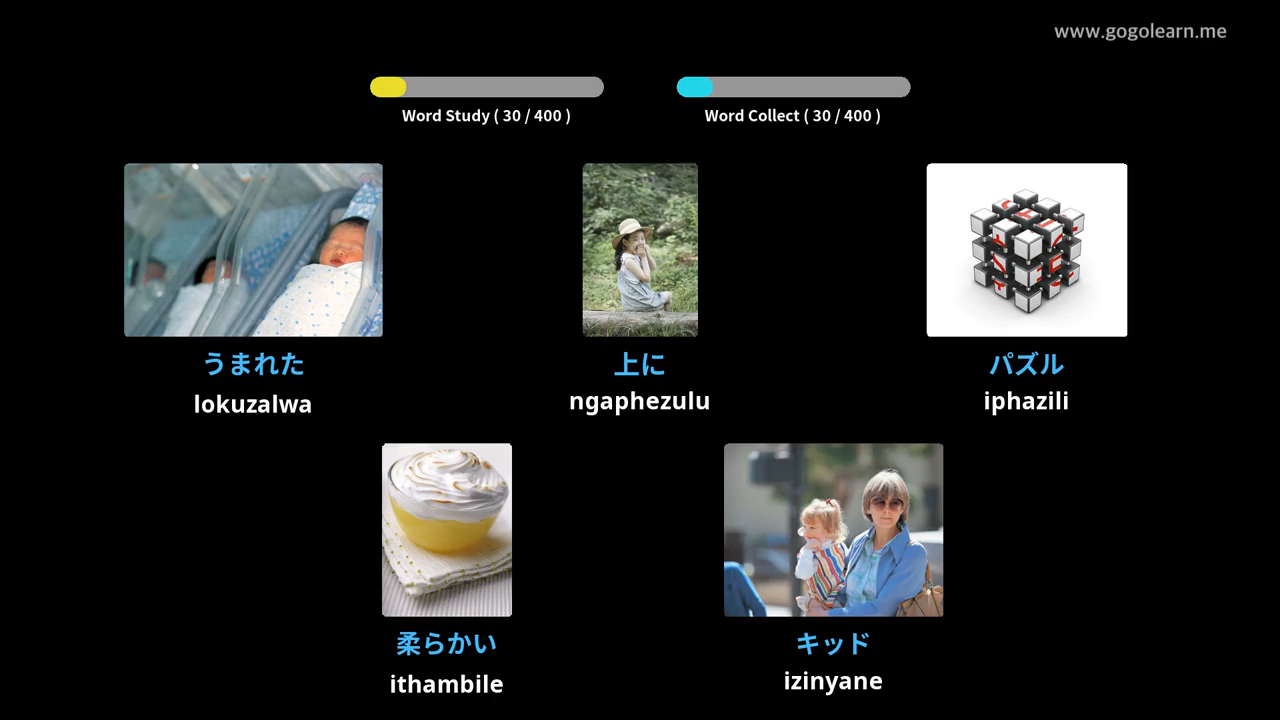 www.gogolearn.me
Word Study ( 30 / 400 )
Word Collect ( 30 / 400 )
うまれた
lokuzalwa
上に
ngaphezulu
パズル
iphazili
柔らかい
ithambile
キッド
izinyane